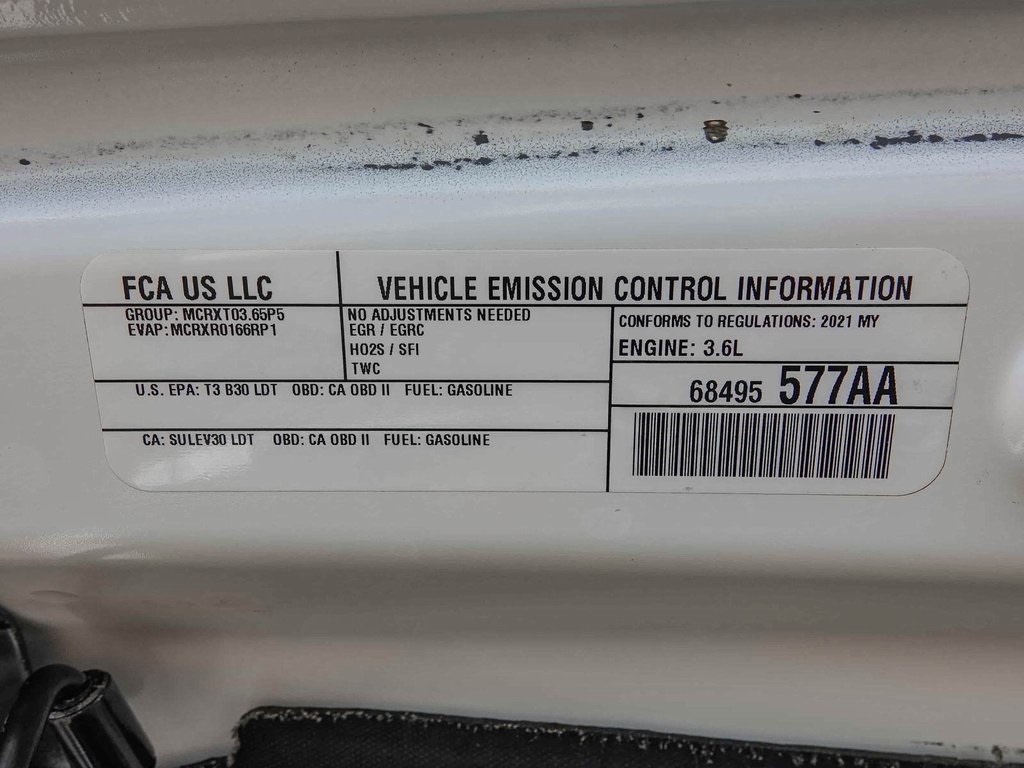 FCA US LLC
VEHICLE EMISSION CONTROL INFORMATION
GROUP: MCRXT03.65P5
EVAP: MCRXR0166RP1
NO ADJUSTMENTS NEEDED
EGR / EGRC
HO2S / SFI
TWC
CONFORMS TO REGULATIONS: 2021 MY
ENGINE: 3.6L
U.S. EPA: T3 B30 LDT OBD: CA OBD II FUEL: GASOLINE
68495 577AA
CA: SULEV30 LDT OBD: CA OBD II FUEL: GASOLINE